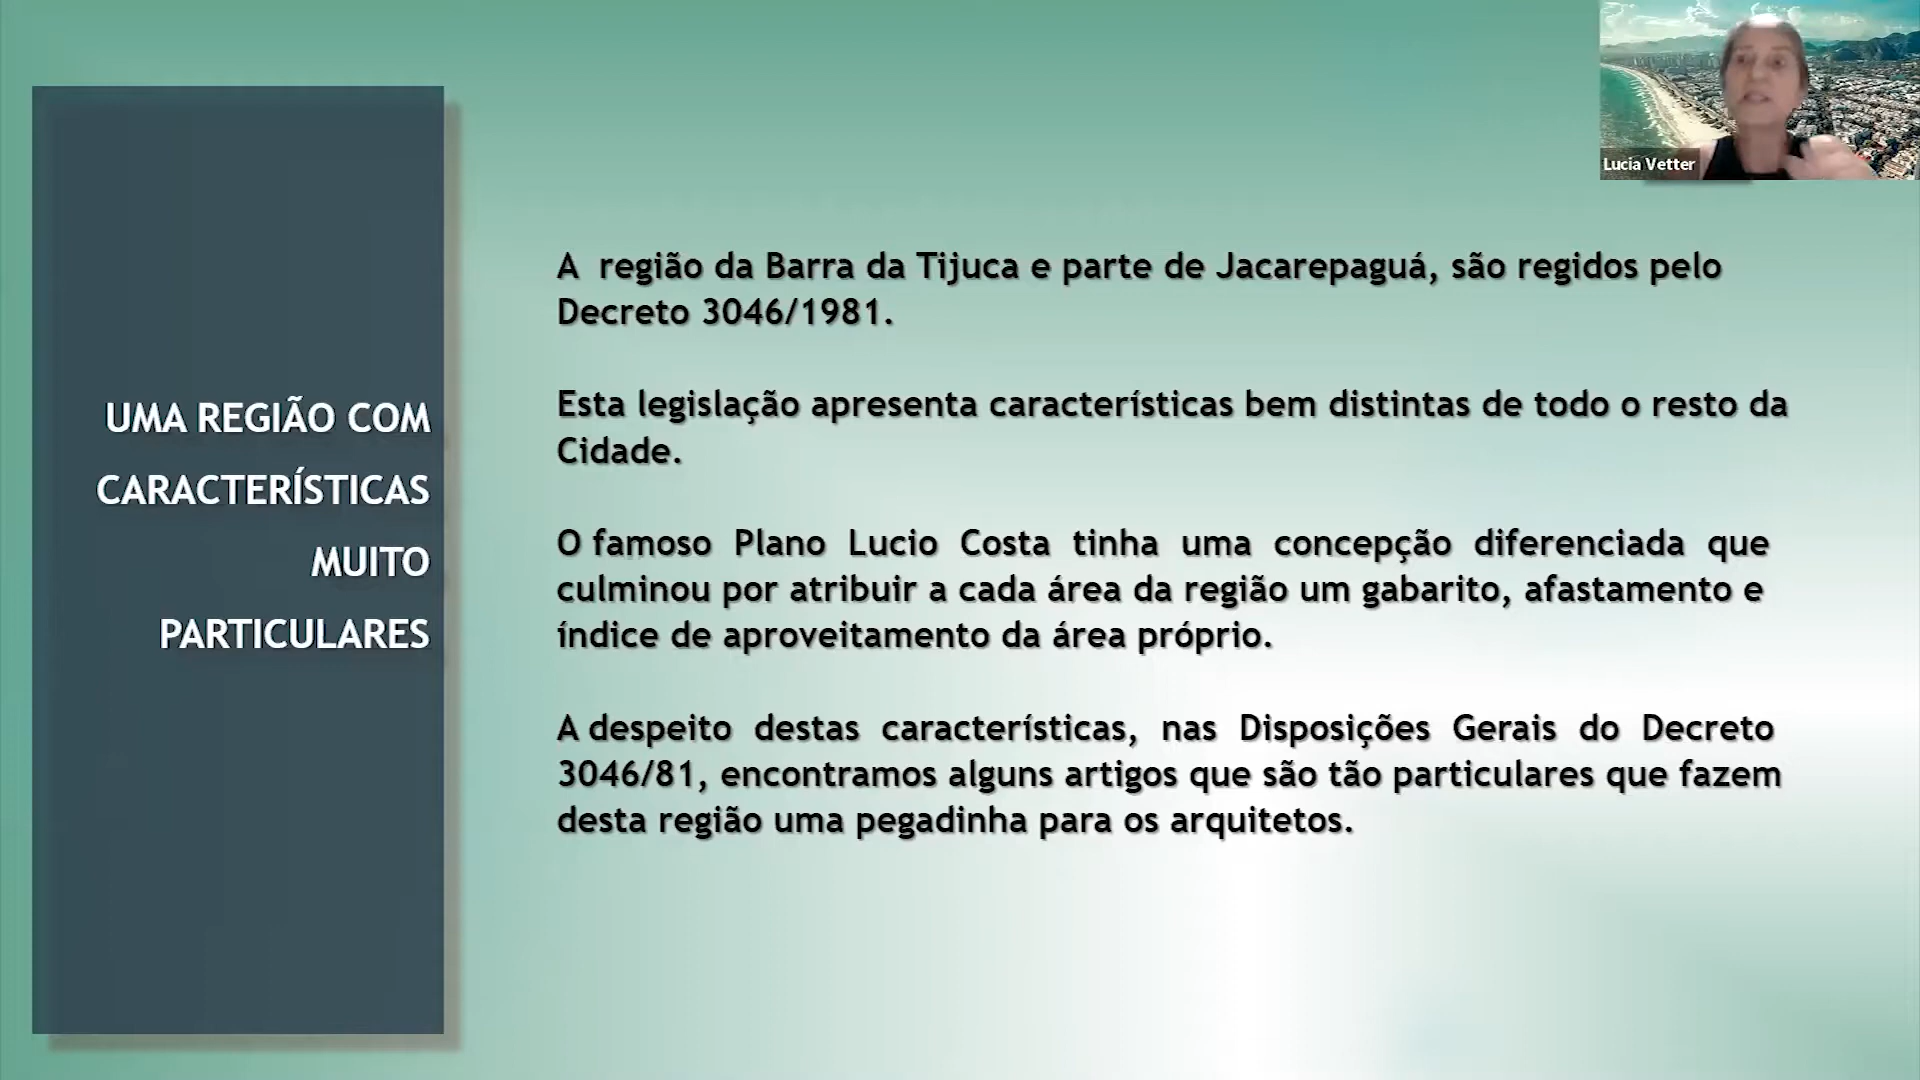 UMA REGIÃO COM
CARACTERÍSTICAS
MUITO
PARTICULARES
A região da Barra da Tijuca e parte de Jacarepaguá, são regidos pelo
Decreto 3046/1981.
Esta legislação apresenta características bem distintas de todo o resto da
Cidade.
O famoso Plano Lucio Costa tinha uma concepção diferenciada que
culminou por atribuir a cada área da região um gabarito, afastamento e
índice de aproveitamento da área próprio.
A despeito destas características, nas Disposições Gerais do Decreto
3046/81, encontramos alguns artigos que são tão particulares que fazem
desta região uma pegadinha para os arquitetos.
Lucia Vetter